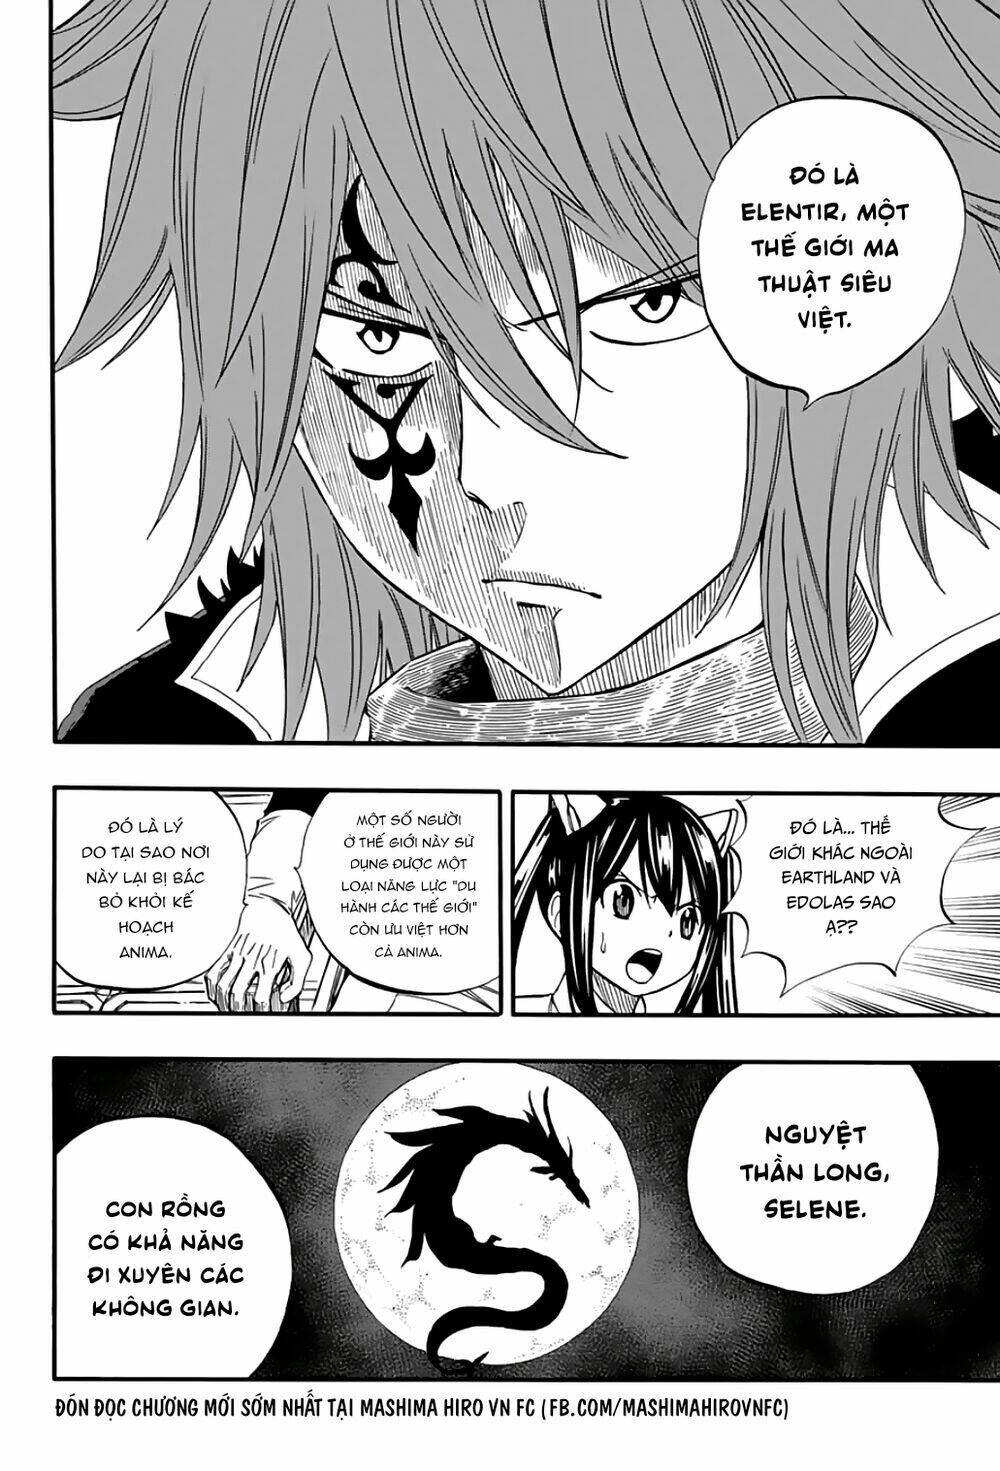 ĐÓ LÀ
ELENTIR, MỘT
THẾ GIỚI MA
THUẬT SIÊU
VIỆT.
ĐÓ LÀ... THẾ
GIỚI KHÁC NGOÀI
EARTHLAND VÀ
EDOLAS SAO
Ạ??
MỘT SỐ NGƯỜI
Ở THẾ GIỚI NÀY SỬ
DỤNG ĐƯỢC MỘT
LOẠI NĂNG LỰC "DU
HÀNH CÁC THẾ GIỚI"
CÒN ƯU VIỆT HƠN
CẢ ANIMA.
ĐÓ LÀ LÝ
DO TẠI SAO NƠI
NÀY LẠI BỊ BÁC
BỎ KHỎI KẾ
HOẠCH
ANIMA.
NGUYỆT
THẦN LONG,
SELENE.
CON RỒNG
CÓ KHẢ NĂNG
ĐI XUYÊN CÁC
KHÔNG GIAN.
ĐÓN ĐỌC CHƯƠNG MỚI SỚM NHẤT TẠI MASHIMA HIRO VN FC (FB.COM/MASHIMAHIROVNFC)